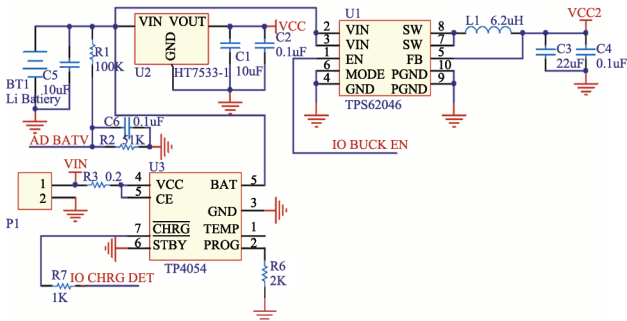 VIN VOUT
GND
U2 HT7533-1
VCC
C1
10uF
C2
0.1uF
BT1
Li Batiery
C5
10uF
R1
100K
C6 0.1uF
AD BATV
R2 51K
U1
2 VIN SW 8
3 VIN SW 7
1 EN FB 5
6 MODE PGND 10
4 GND PGND 9
TPS62046
L1 6.2uH
VCC2
C3
22uF
C4
0.1uF
IO BUCK EN
VIN
R3 0.2
1
2
P1
U3
4 VCC BAT 5
5 CE
GND 3
7 CHRG TEMP 1
6 STBY PROG 2
TP4054
R7
1K
IO CHRG DET
R6
2K